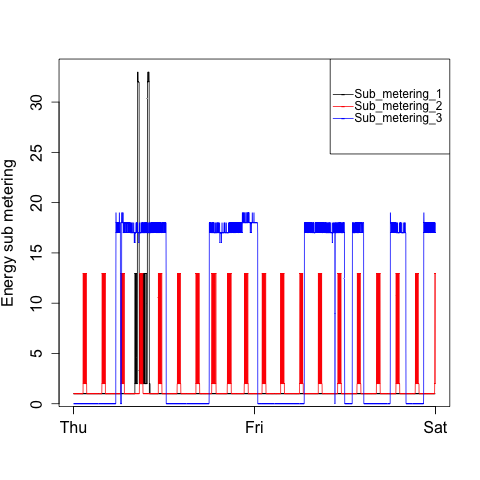 Energy sub metering
30
25
20
15
10
5
0
Sub_metering_1
Sub_metering_2
Sub_metering_3
Thu Fri Sat